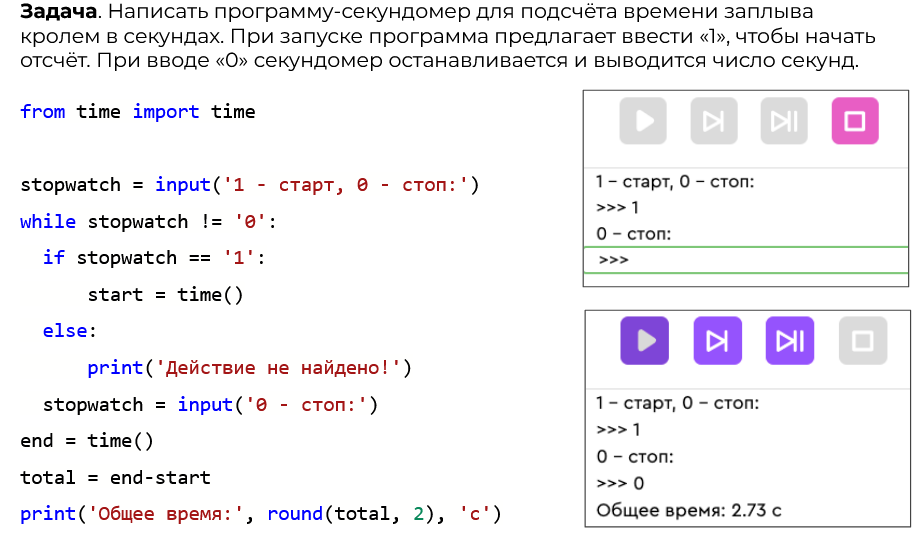 Задача. Написать программу-секундомер для подсчёта времени заплыва
кролем в секундах. При запуске программа предлагает ввести «1», чтобы начать
отсчёт. При вводе «0» секундомер останавливается и выводится число секунд.
from time import time
stopwatch = input('1 - старт, 0 - стоп:')
while stopwatch != '0':
  if stopwatch == '1':
      start = time()
  else:
      print('Действие не найдено!')
  stopwatch = input('0 - стоп:')
end = time()
total = end-start
print('Общее время:', round(total, 2), 'с')
1 – старт, 0 – стоп:
>>> 1
0 – стоп:
>>>
1 – старт, 0 – стоп:
>>> 1
0 – стоп:
>>> 0
Общее время: 2.73 с